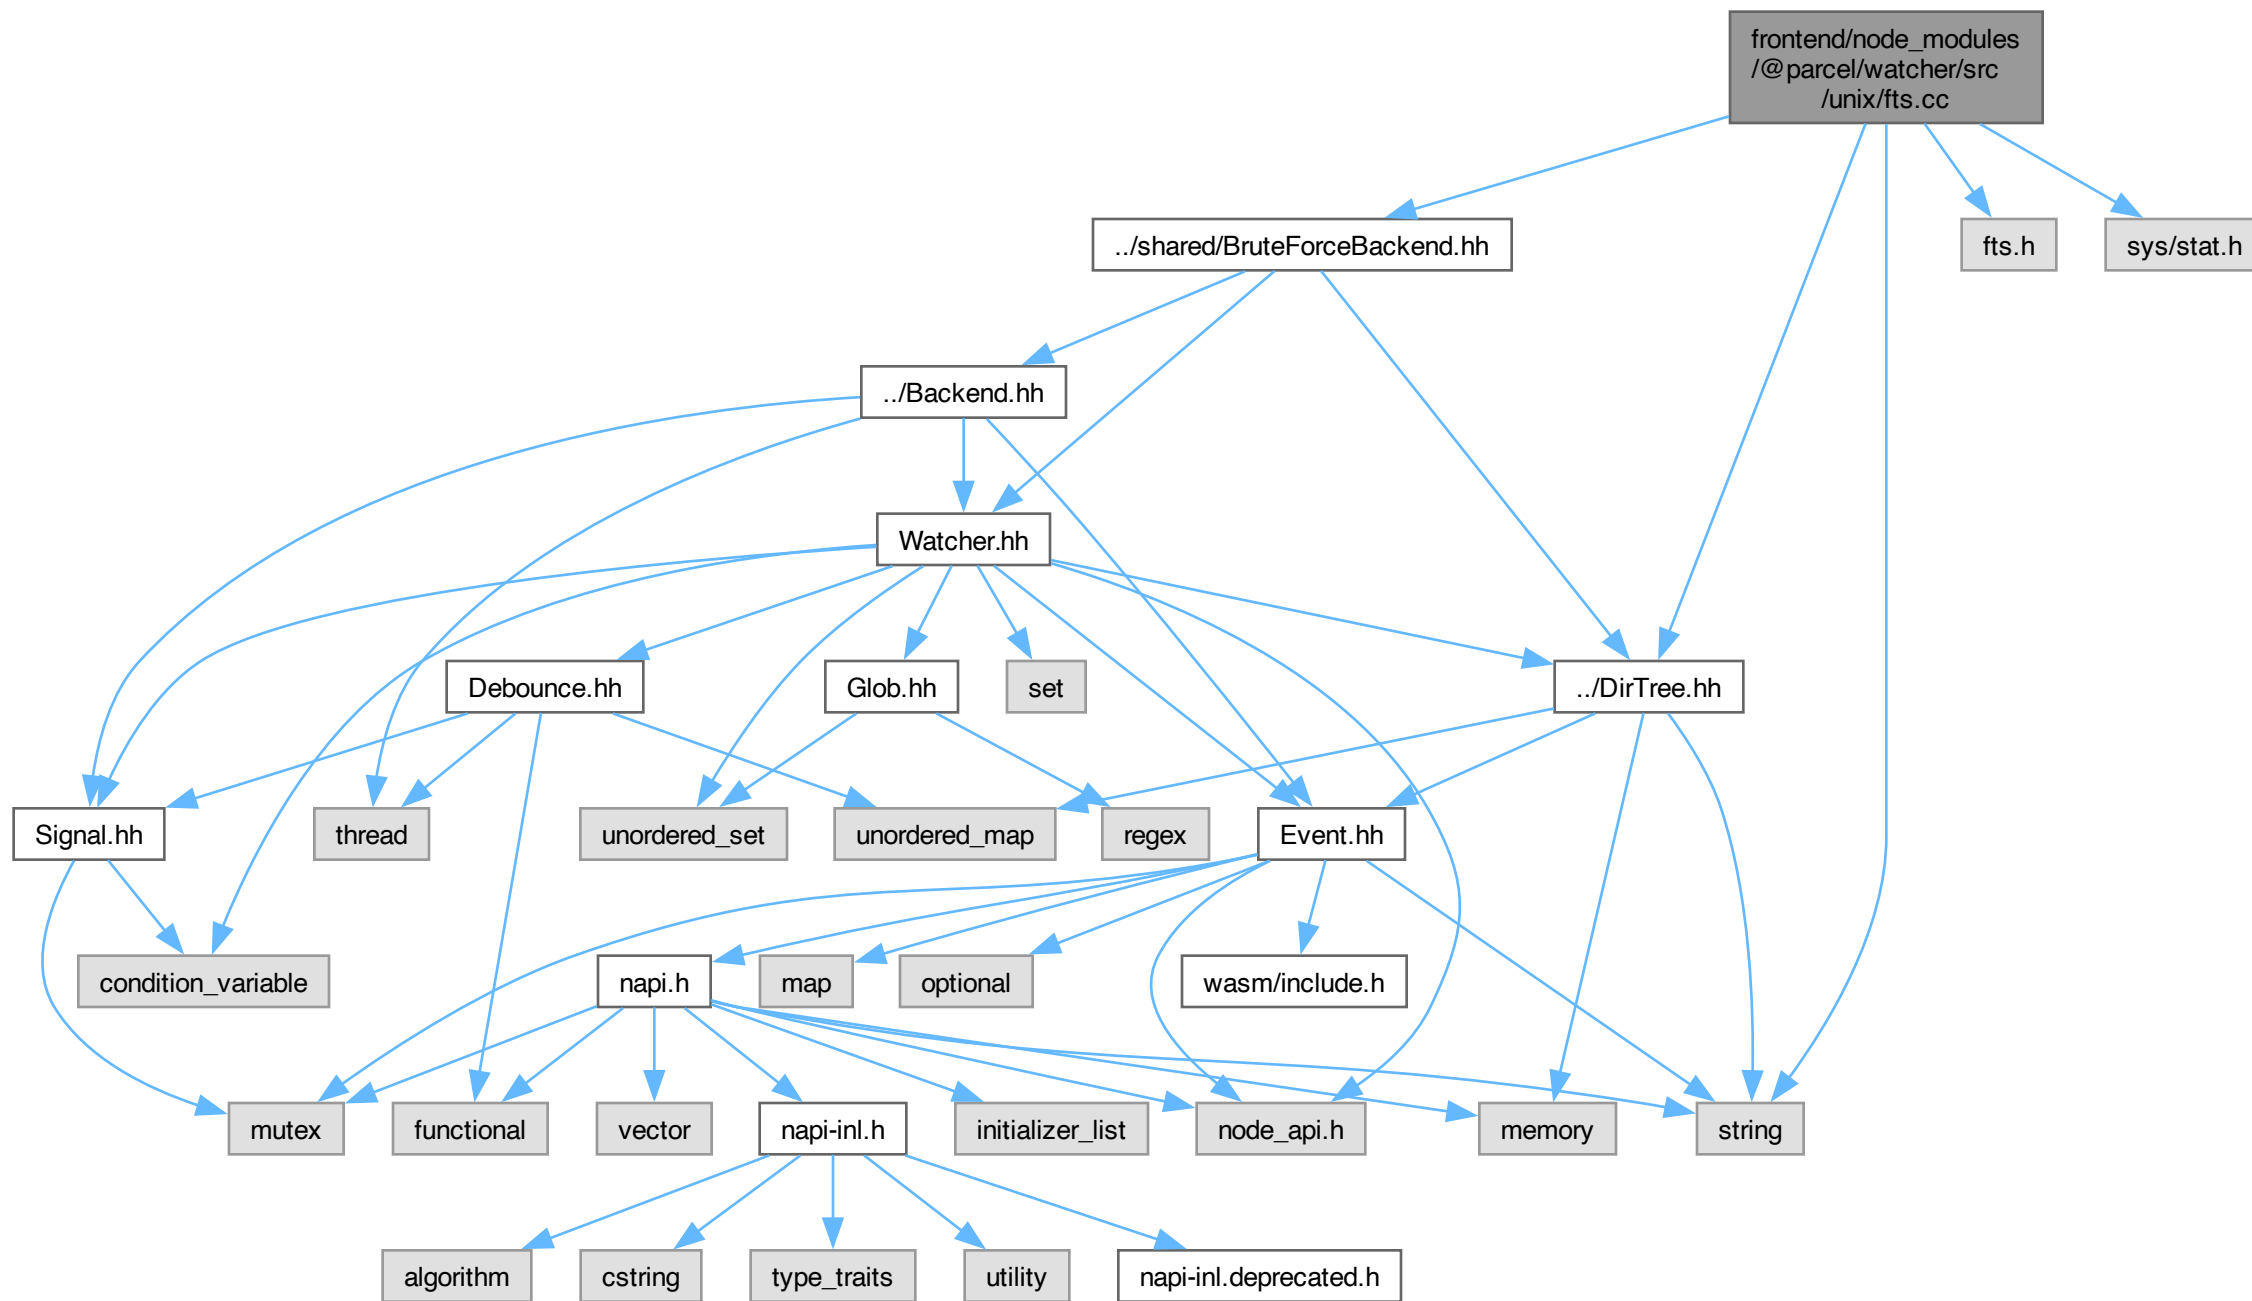 frontend/node_modules
/@parcel/watcher/src
/unix/fts.cc
../shared/BruteForceBackend.hh
fts.h
sys/stat.h
../Backend.hh
Watcher.hh
Debounce.hh
Glob.hh
set
../DirTree.hh
Signal.hh
thread
unordered_set
unordered_map
regex
Event.hh
condition_variable
napi.h
map
optional
wasm/include.h
mutex
functional
vector
napi-inl.h
initializer_list
node_api.h
memory
string
algorithm
cstring
type_traits
utility
napi-inl.deprecated.h